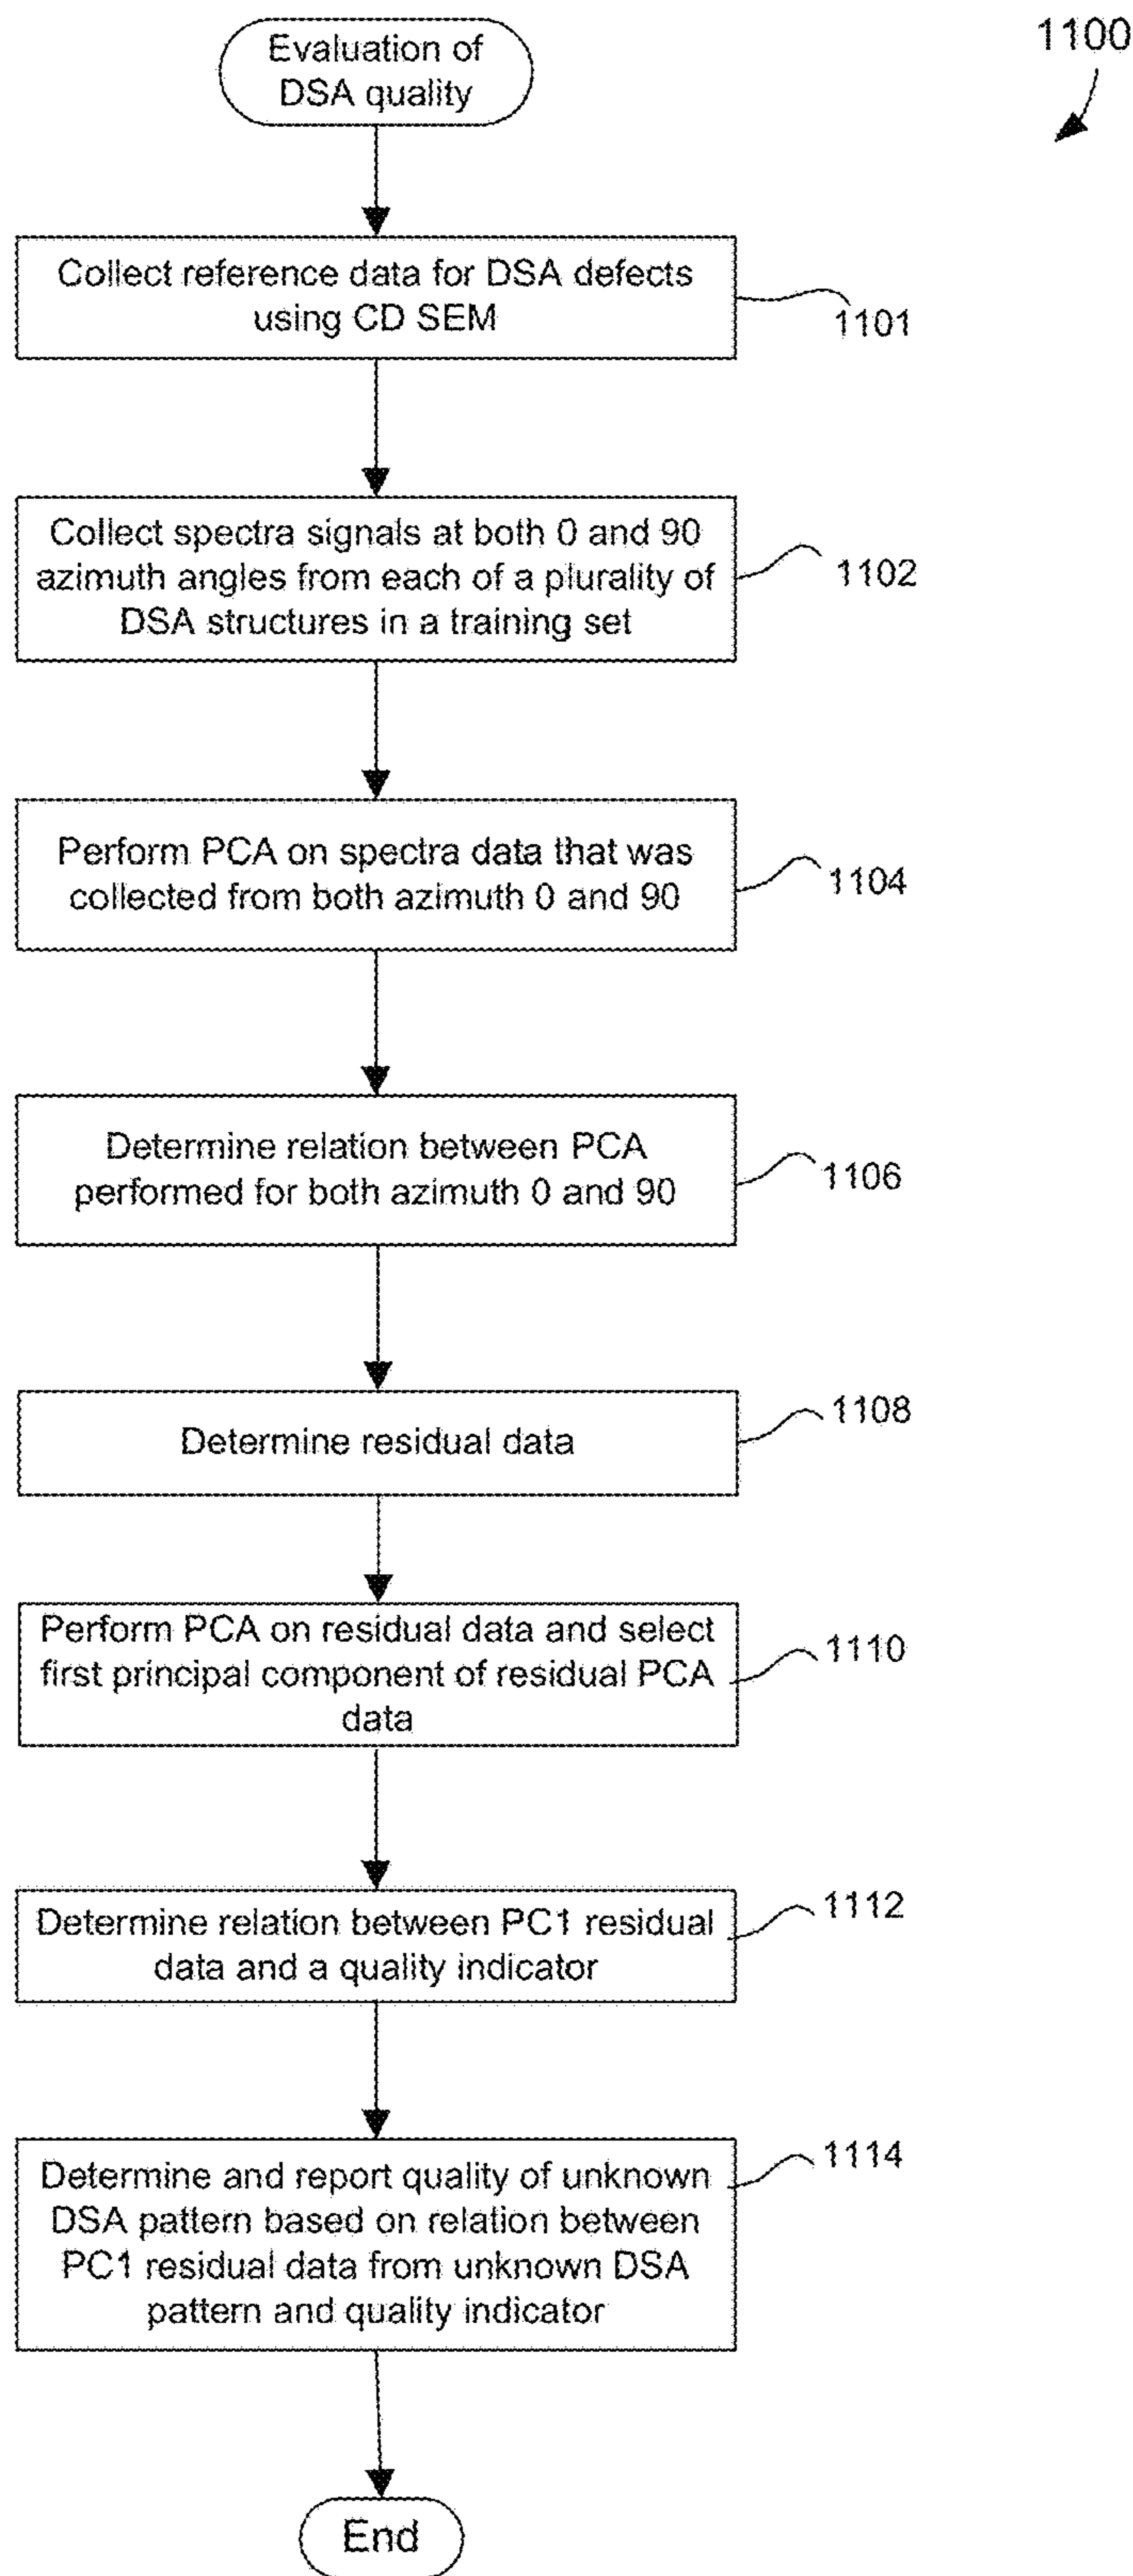 1100
Evaluation of
DSA quality
Collect reference data for DSA defects
using CD SEM
1101
Collect spectra signals at both 0 and 90
azimuth angles from each of a plurality of
DSA structures in a training set
1102
Perform PCA on spectra data that was
collected from both azimuth 0 and 90
1104
Determine relation between PCA
performed for both azimuth 0 and 90
1106
Determine residual data
1108
Perform PCA on residual data and select
first principal component of residual PCA
data
1110
Determine relation between PC1 residual
data and a quality indicator
1112
Determine and report quality of unknown
DSA pattern based on relation between
PC1 residual data from unknown DSA
pattern and quality indicator
1114
End